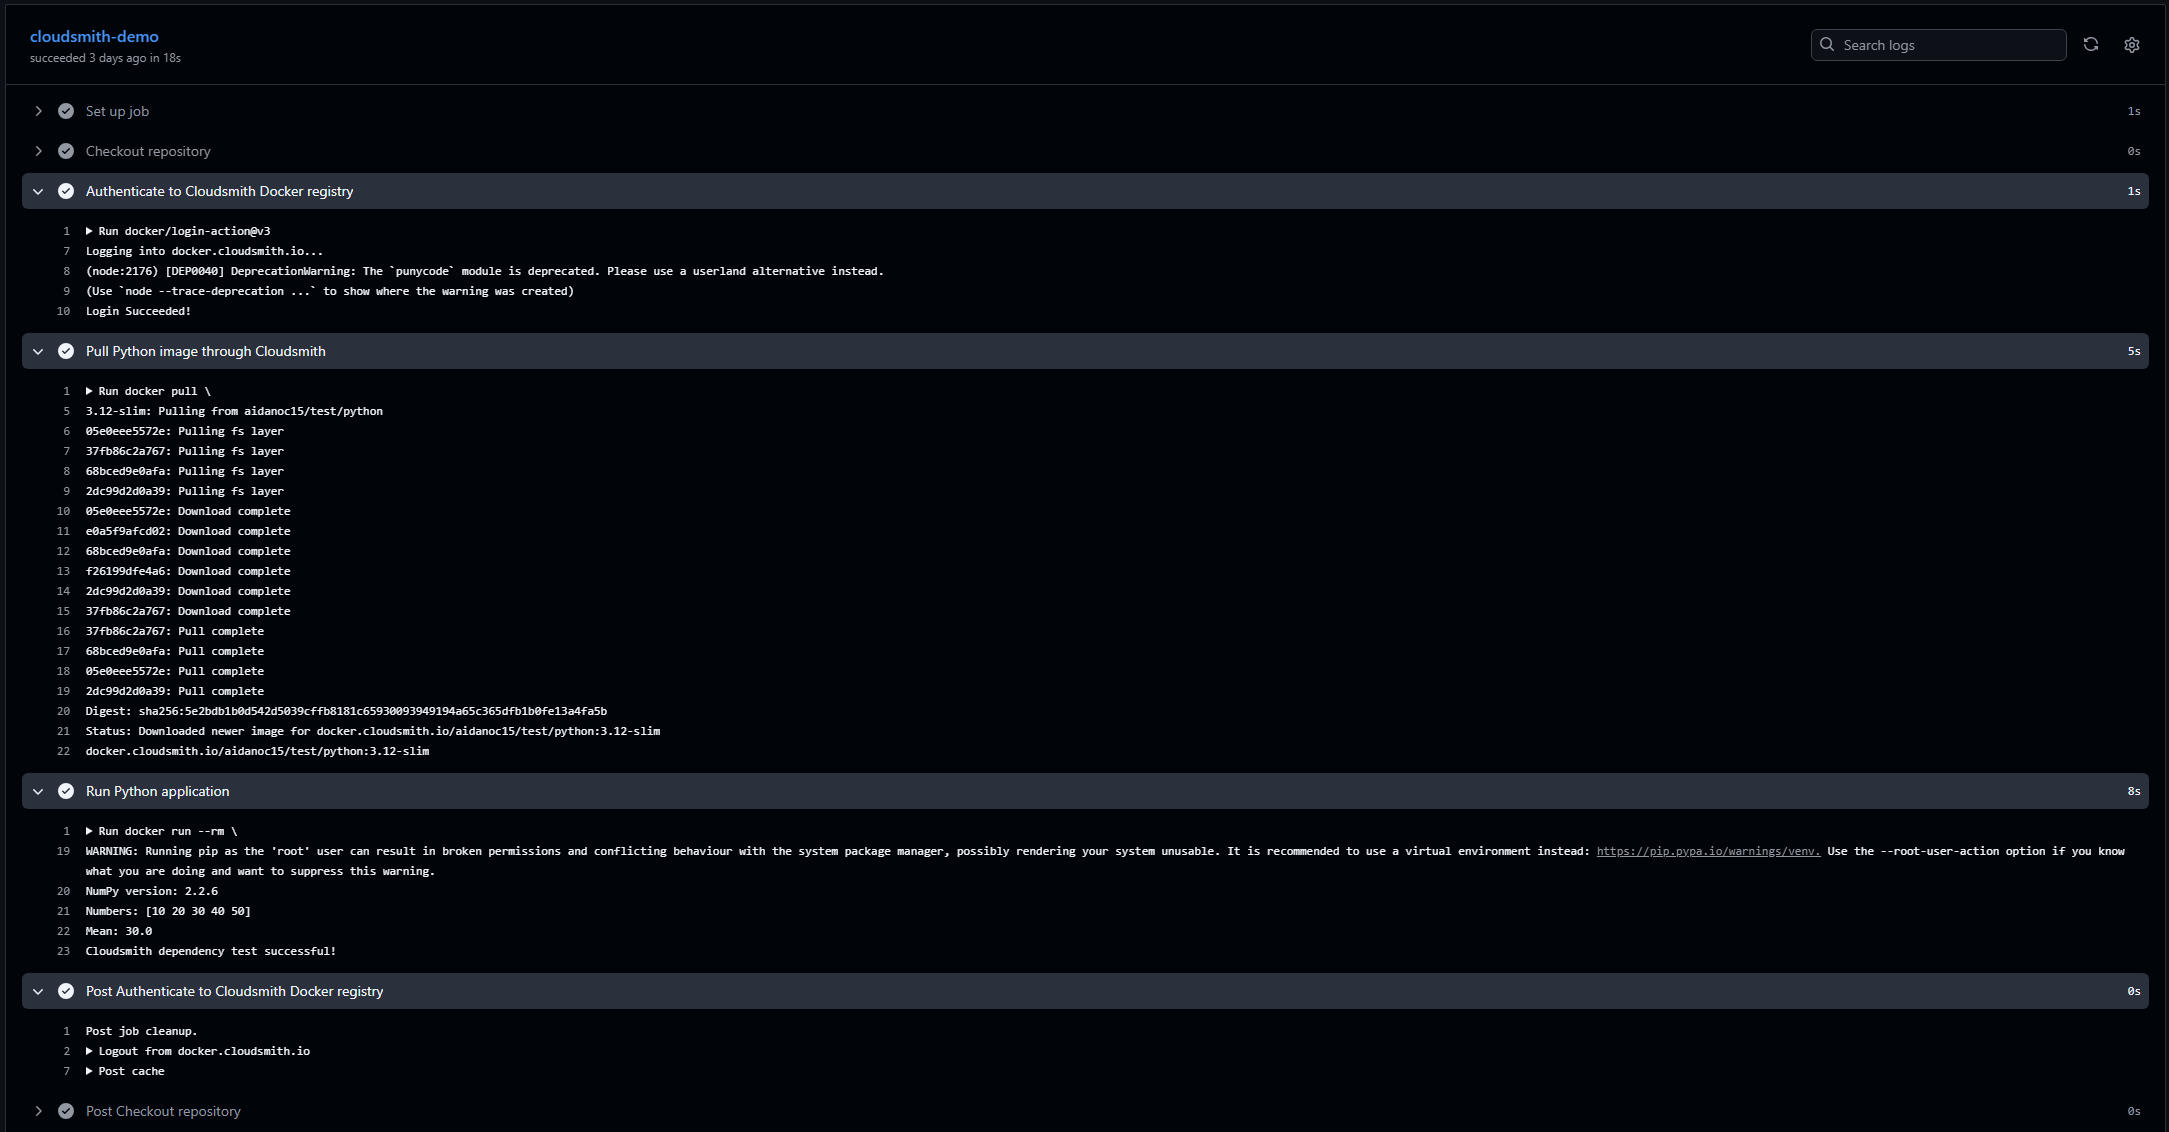 cloudsmith-demo
succeeded 3 days ago in 18s
Search logs
Set up job 1s
Checkout repository 0s
Authenticate to Cloudsmith Docker registry 1s
1 Run docker/login-action@v3
7 Logging into docker.cloudsmith.io...
8 (node:2176) [DEP0040] DeprecationWarning: The `punycode` module is deprecated. Please use a userland alternative instead.
9 (Use `node --trace-deprecation ...` to show where the warning was created)
10 Login Succeeded!
Pull Python image through Cloudsmith 5s
1 Run docker pull \
5 3.12-slim: Pulling from aidanoc15/test/python
6 05e0eee5572e: Pulling fs layer
7 37fb86c2a767: Pulling fs layer
8 68bced9e0afa: Pulling fs layer
9 2dc99d2d0a39: Pulling fs layer
10 05e0eee5572e: Download complete
11 e0a5f9afcd02: Download complete
12 68bced9e0afa: Download complete
13 f26199dfe4a6: Download complete
14 2dc99d2d0a39: Download complete
15 37fb86c2a767: Download complete
16 37fb86c2a767: Pull complete
17 68bced9e0afa: Pull complete
18 05e0eee5572e: Pull complete
19 2dc99d2d0a39: Pull complete
20 Digest: sha256:5e2bdb1b0d542d5039cffb8181c65930093949194a65c365dfb1b0fe13a4fa5b
21 Status: Downloaded newer image for docker.cloudsmith.io/aidanoc15/test/python:3.12-slim
22 docker.cloudsmith.io/aidanoc15/test/python:3.12-slim
Run Python application 8s
1 Run docker run --rm \
19 WARNING: Running pip as the 'root' user can result in broken permissions and conflicting behaviour with the system package manager, possibly rendering your system unusable. It is recommended to use a virtual environment instead: https://pip.pypa.io/warnings/venv. Use the --root-user-action option if you know
what you are doing and want to suppress this warning.
20 NumPy version: 2.2.6
21 Numbers: [10 20 30 40 50]
22 Mean: 30.0
23 Cloudsmith dependency test successful!
Post Authenticate to Cloudsmith Docker registry 0s
1 Post job cleanup.
2 Logout from docker.cloudsmith.io
7 Post cache
Post Checkout repository 0s